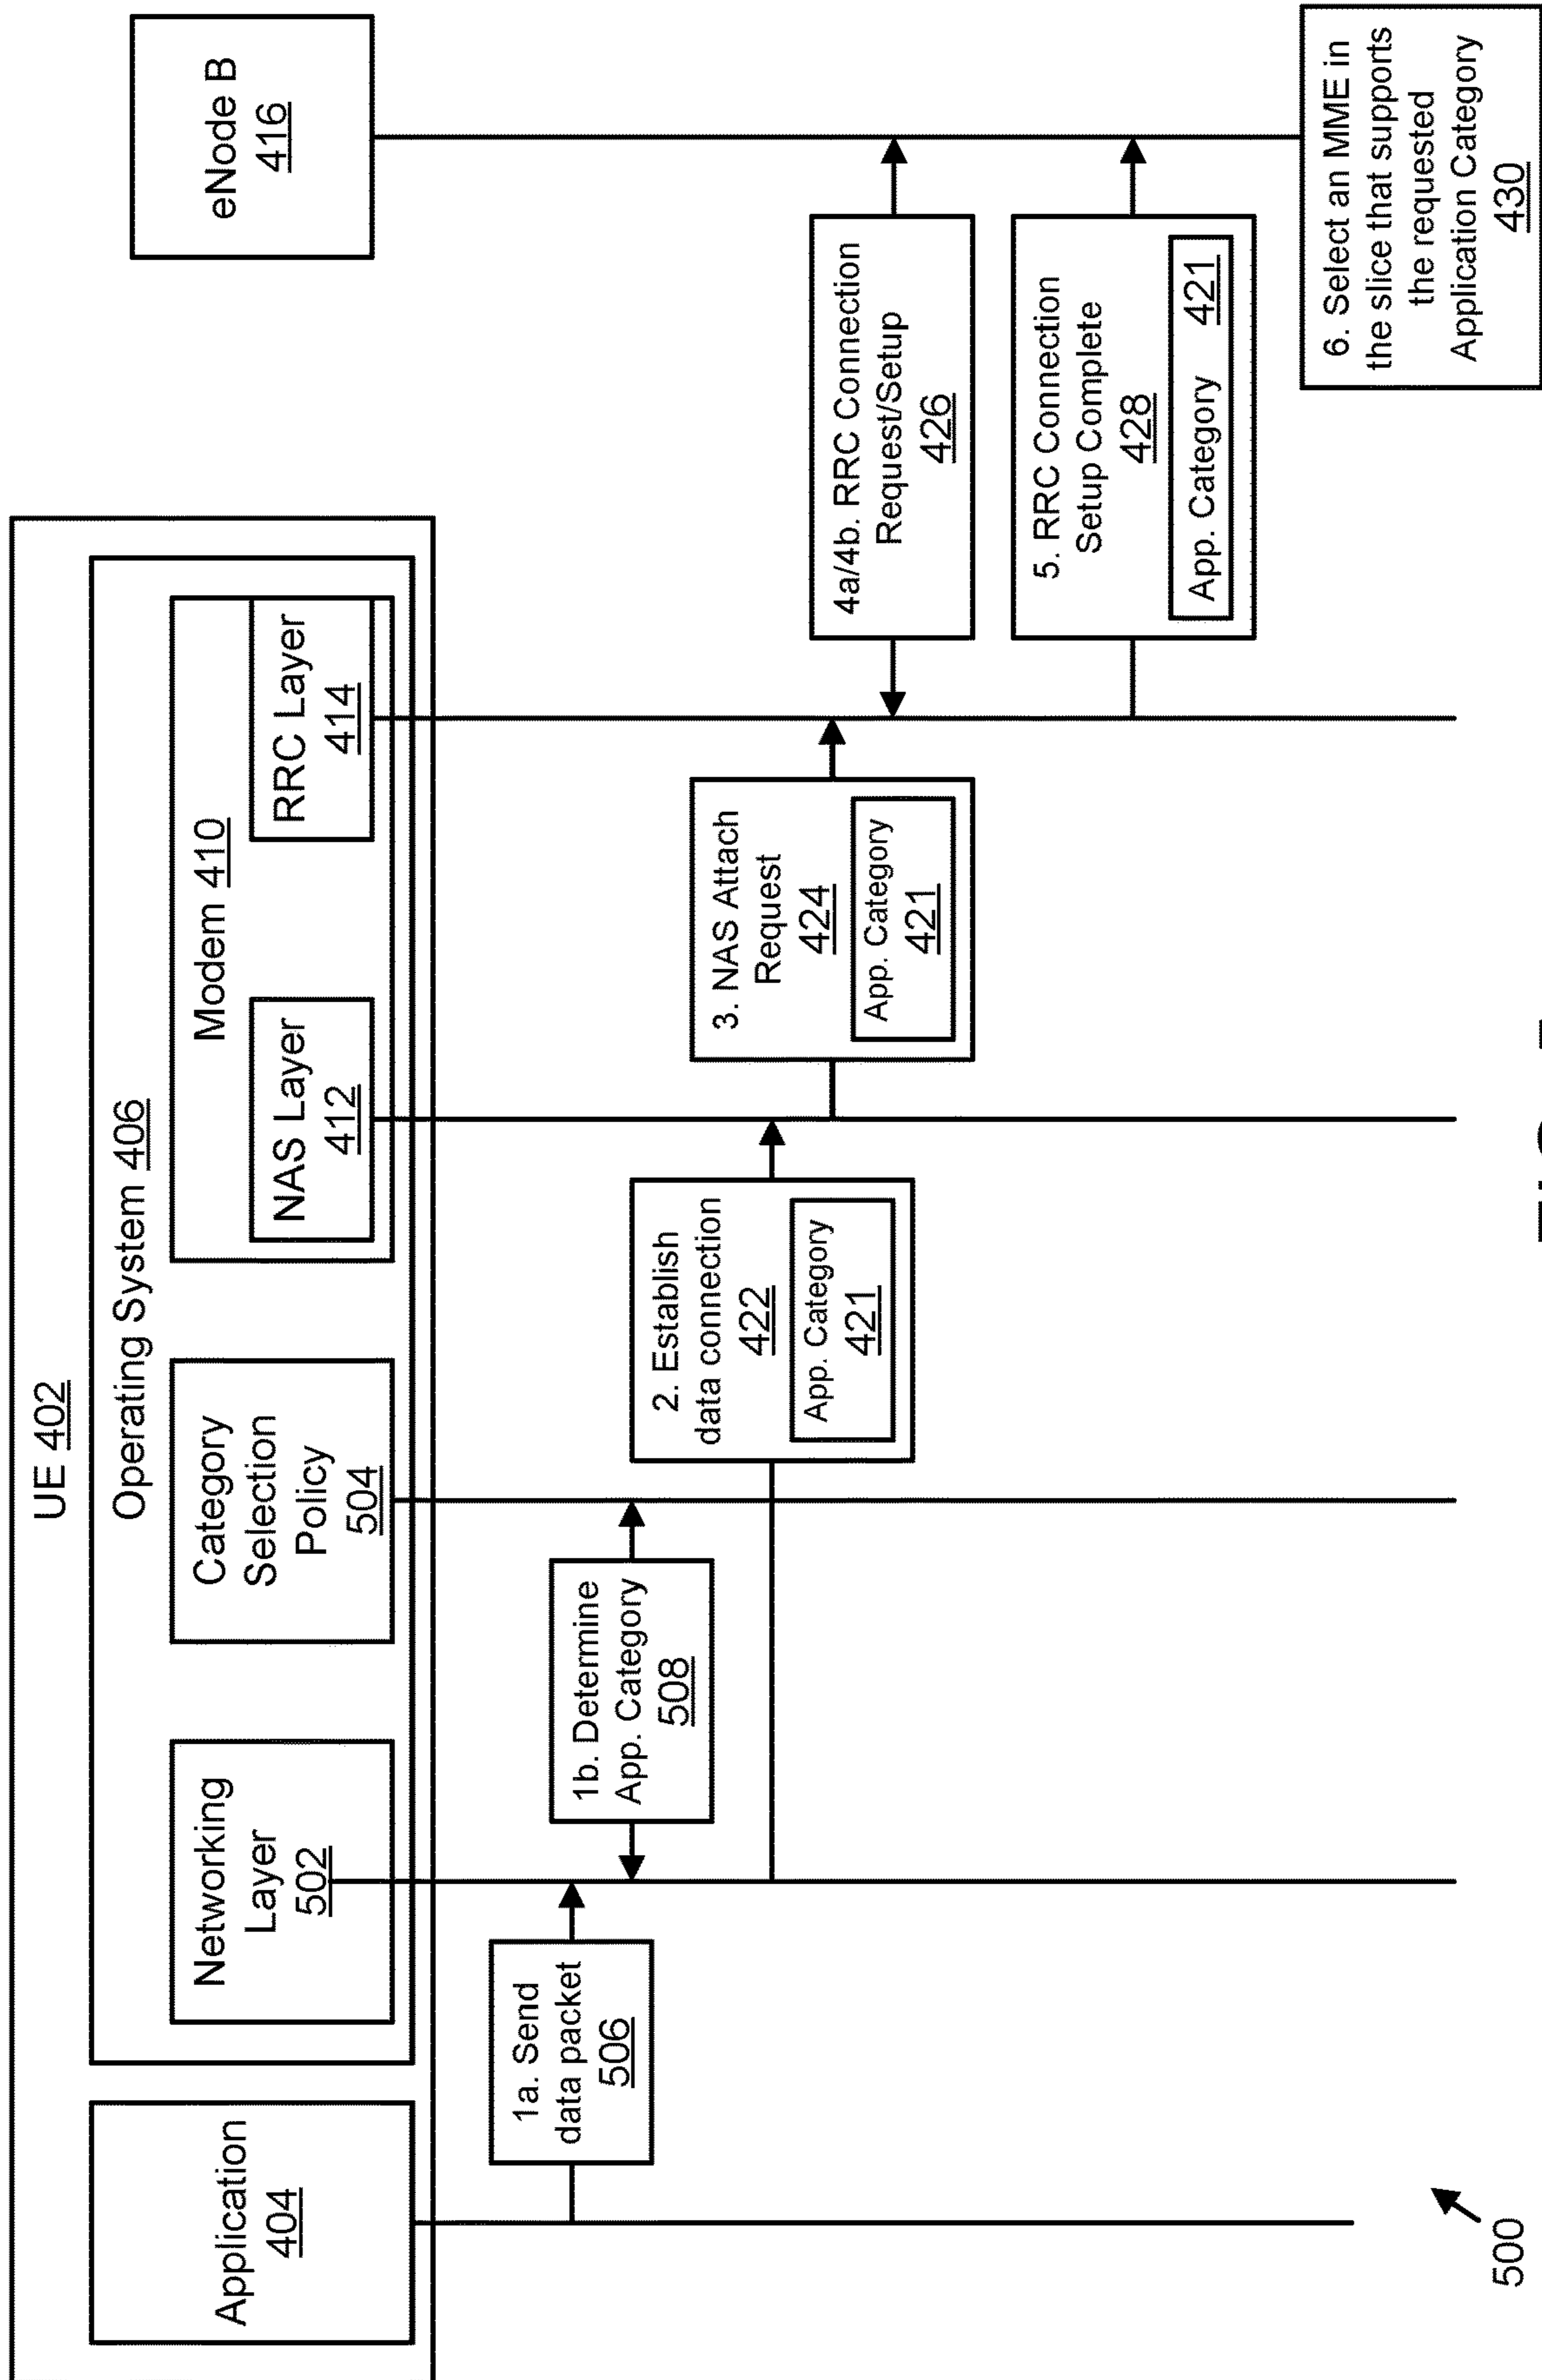 UE 402
Application
404
Operating System 406
Networking
Layer
502
Category
Selection
Policy
504
Modem 410
NAS Layer
412
RRC Layer
414
eNode B
416
1a. Send
data packet
506
1b. Determine
App. Category
508
2. Establish
data connection
422
App. Category
421
3. NAS Attach
Request
424
App. Category
421
4a/4b. RRC Connection
Request/Setup
426
5. RRC Connection
Setup Complete
428
App. Category 421
6. Select an MME in
the slice that supports
the requested
Application Category
430
500